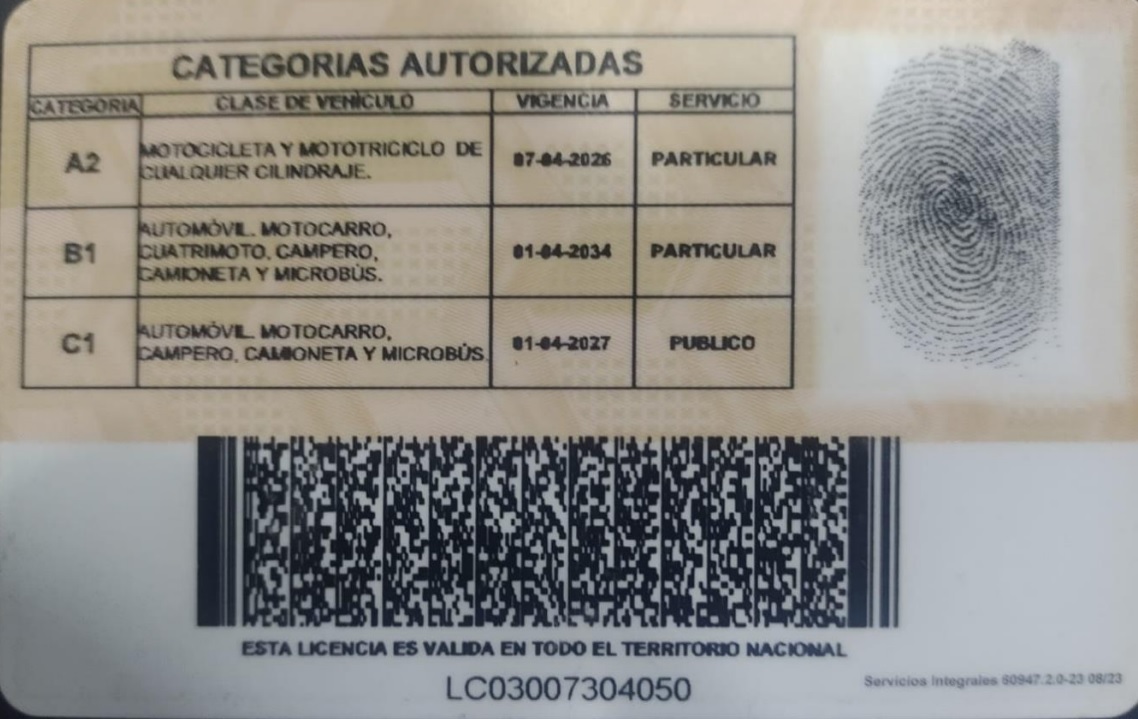 CATEGORIAS AUTORIZADAS
CATEGORIA CLASE DE VEHÍCULO VIGENCIA SERVICIO
A2 MOTOCICLETA Y MOTOTRICICLO DE CUALQUIER CILINDRAJE. 07-04-2026 PARTICULAR
B1 AUTOMÓVIL. MOTOCARRO, CUATRIMOTO, CAMPERO, CAMIONETA Y MICROBÚS. 01-04-2034 PARTICULAR
C1 AUTOMÓVIL. MOTOCARRO, CAMPERO, CAMIONETA Y MICROBÚS. 01-04-2027 PUBLICO
ESTA LICENCIA ES VALIDA EN TODO EL TERRITORIO NACIONAL
LC03007304050
Servicios Integrales 80947.2.0-23 08/23